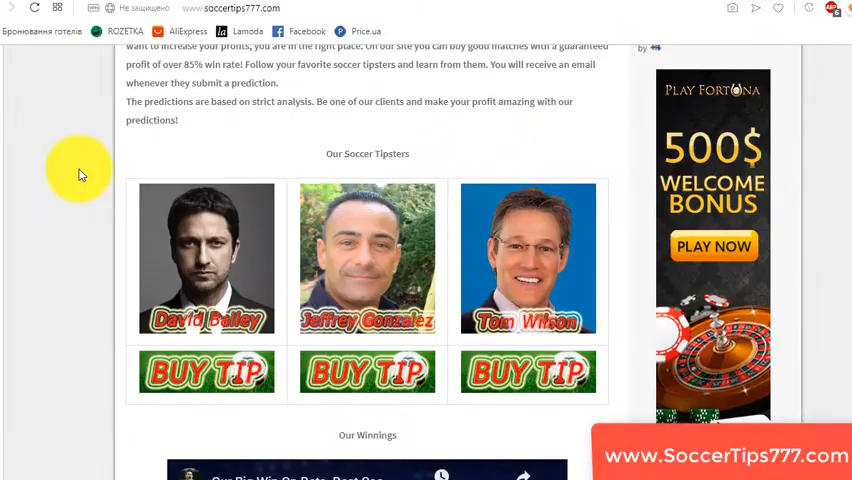 Не защищено
www.soccertips777.com
Бронювання готелів
ROZETKA
AliExpress
la
Lamoda
Facebook
Price.ua
want to increase your profits, you are in the right place. On our site you can buy good matches with a guaranteed
profit of over 85% win rate! Follow your favorite soccer tipsters and learn from them. You will receive an email
whenever they submit a prediction.
The predictions are based on strict analysis. Be one of our clients and make your profit amazing with our
predictions!
by
PLAY FORTUNA
500$
WELCOME
BONUS
PLAY NOW
Our Soccer Tipsters
David Bailey
Jeffrey Gonzalez
Tom Wilson
BUY TIP
BUY TIP
BUY TIP
Our Winnings
www.SoccerTips777.com